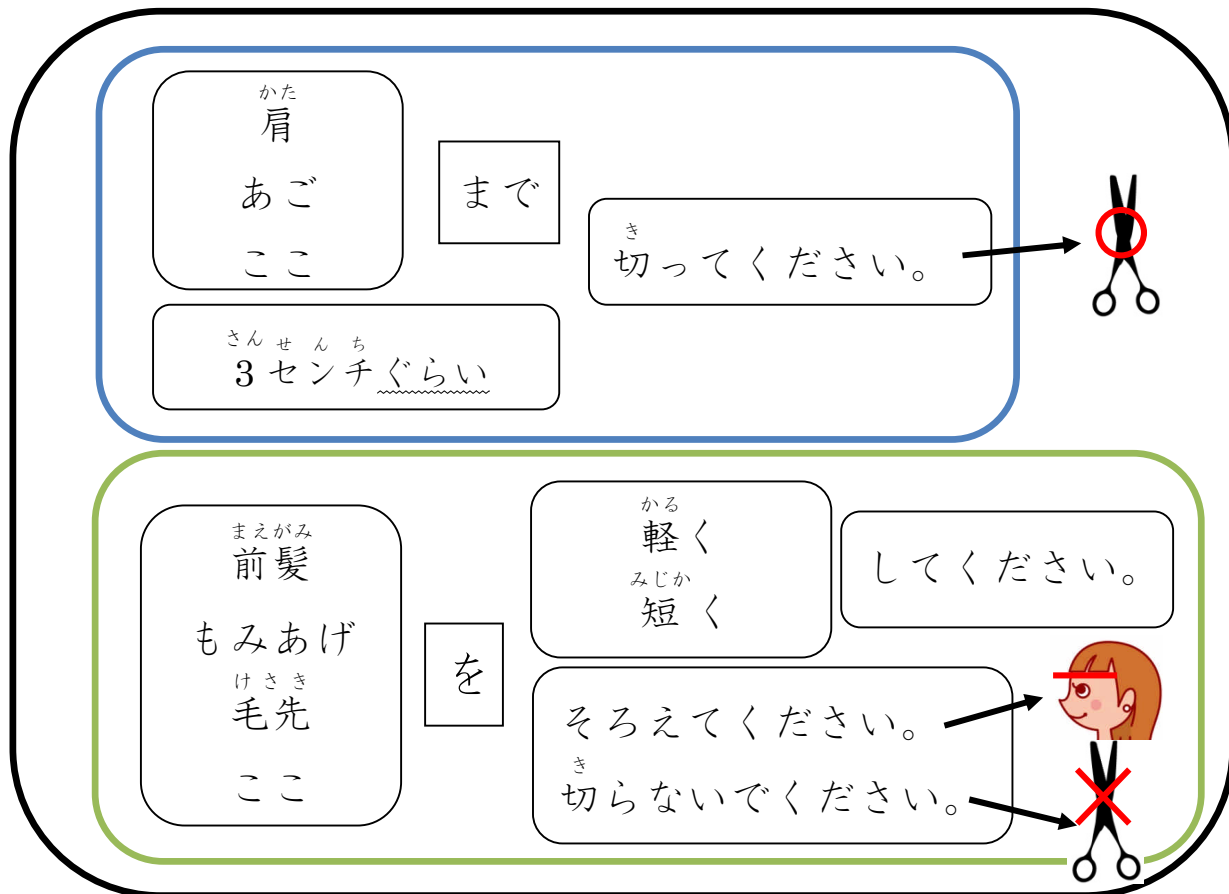 かた
肩
あご
ここ
まで
き
切ってください。
さんせんち
3センチぐらい
まえがみ
前髪
もみあげ
けさき
毛先
ここ
を
かる
軽く
みじか
短く
してください。
そろえてください。
き
切らないでください。